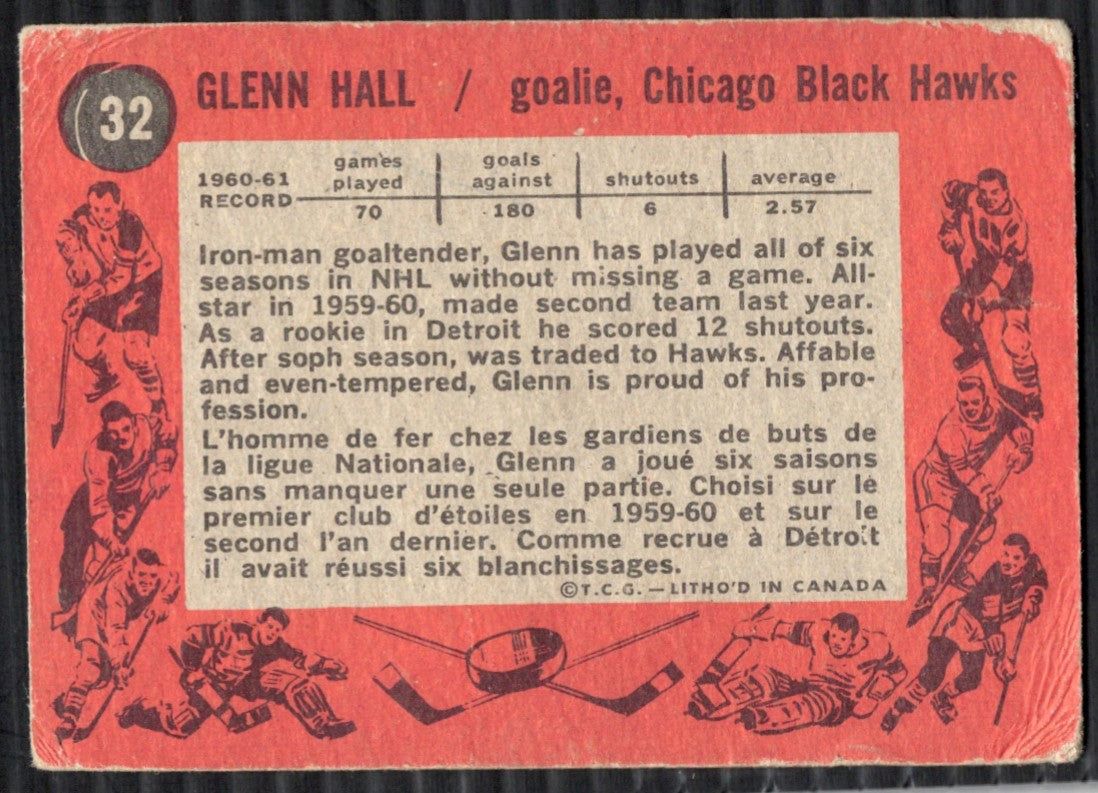 32
GLENN HALL / goalie, Chicago Black Hawks
1960-61 RECORD
games played goals against shutouts average
70 180 6 2.57
Iron-man goaltender, Glenn has played all of six
seasons in NHL without missing a game. All-
star in 1959-60, made second team last year.
As a rookie in Detroit he scored 12 shutouts.
After soph season, was traded to Hawks. Affable
and even-tempered, Glenn is proud of his pro-
fession.
L'homme de fer chez les gardiens de buts de
la ligue Nationale, Glenn a joué six saisons
sans manquer une seule partie. Choisi sur le
premier club d'étoiles en 1959-60 et sur le
second l'an dernier. Comme recrue à Détroit
il avait réussi six blanchissages.
©T.C.G. — LITHO'D IN CANADA